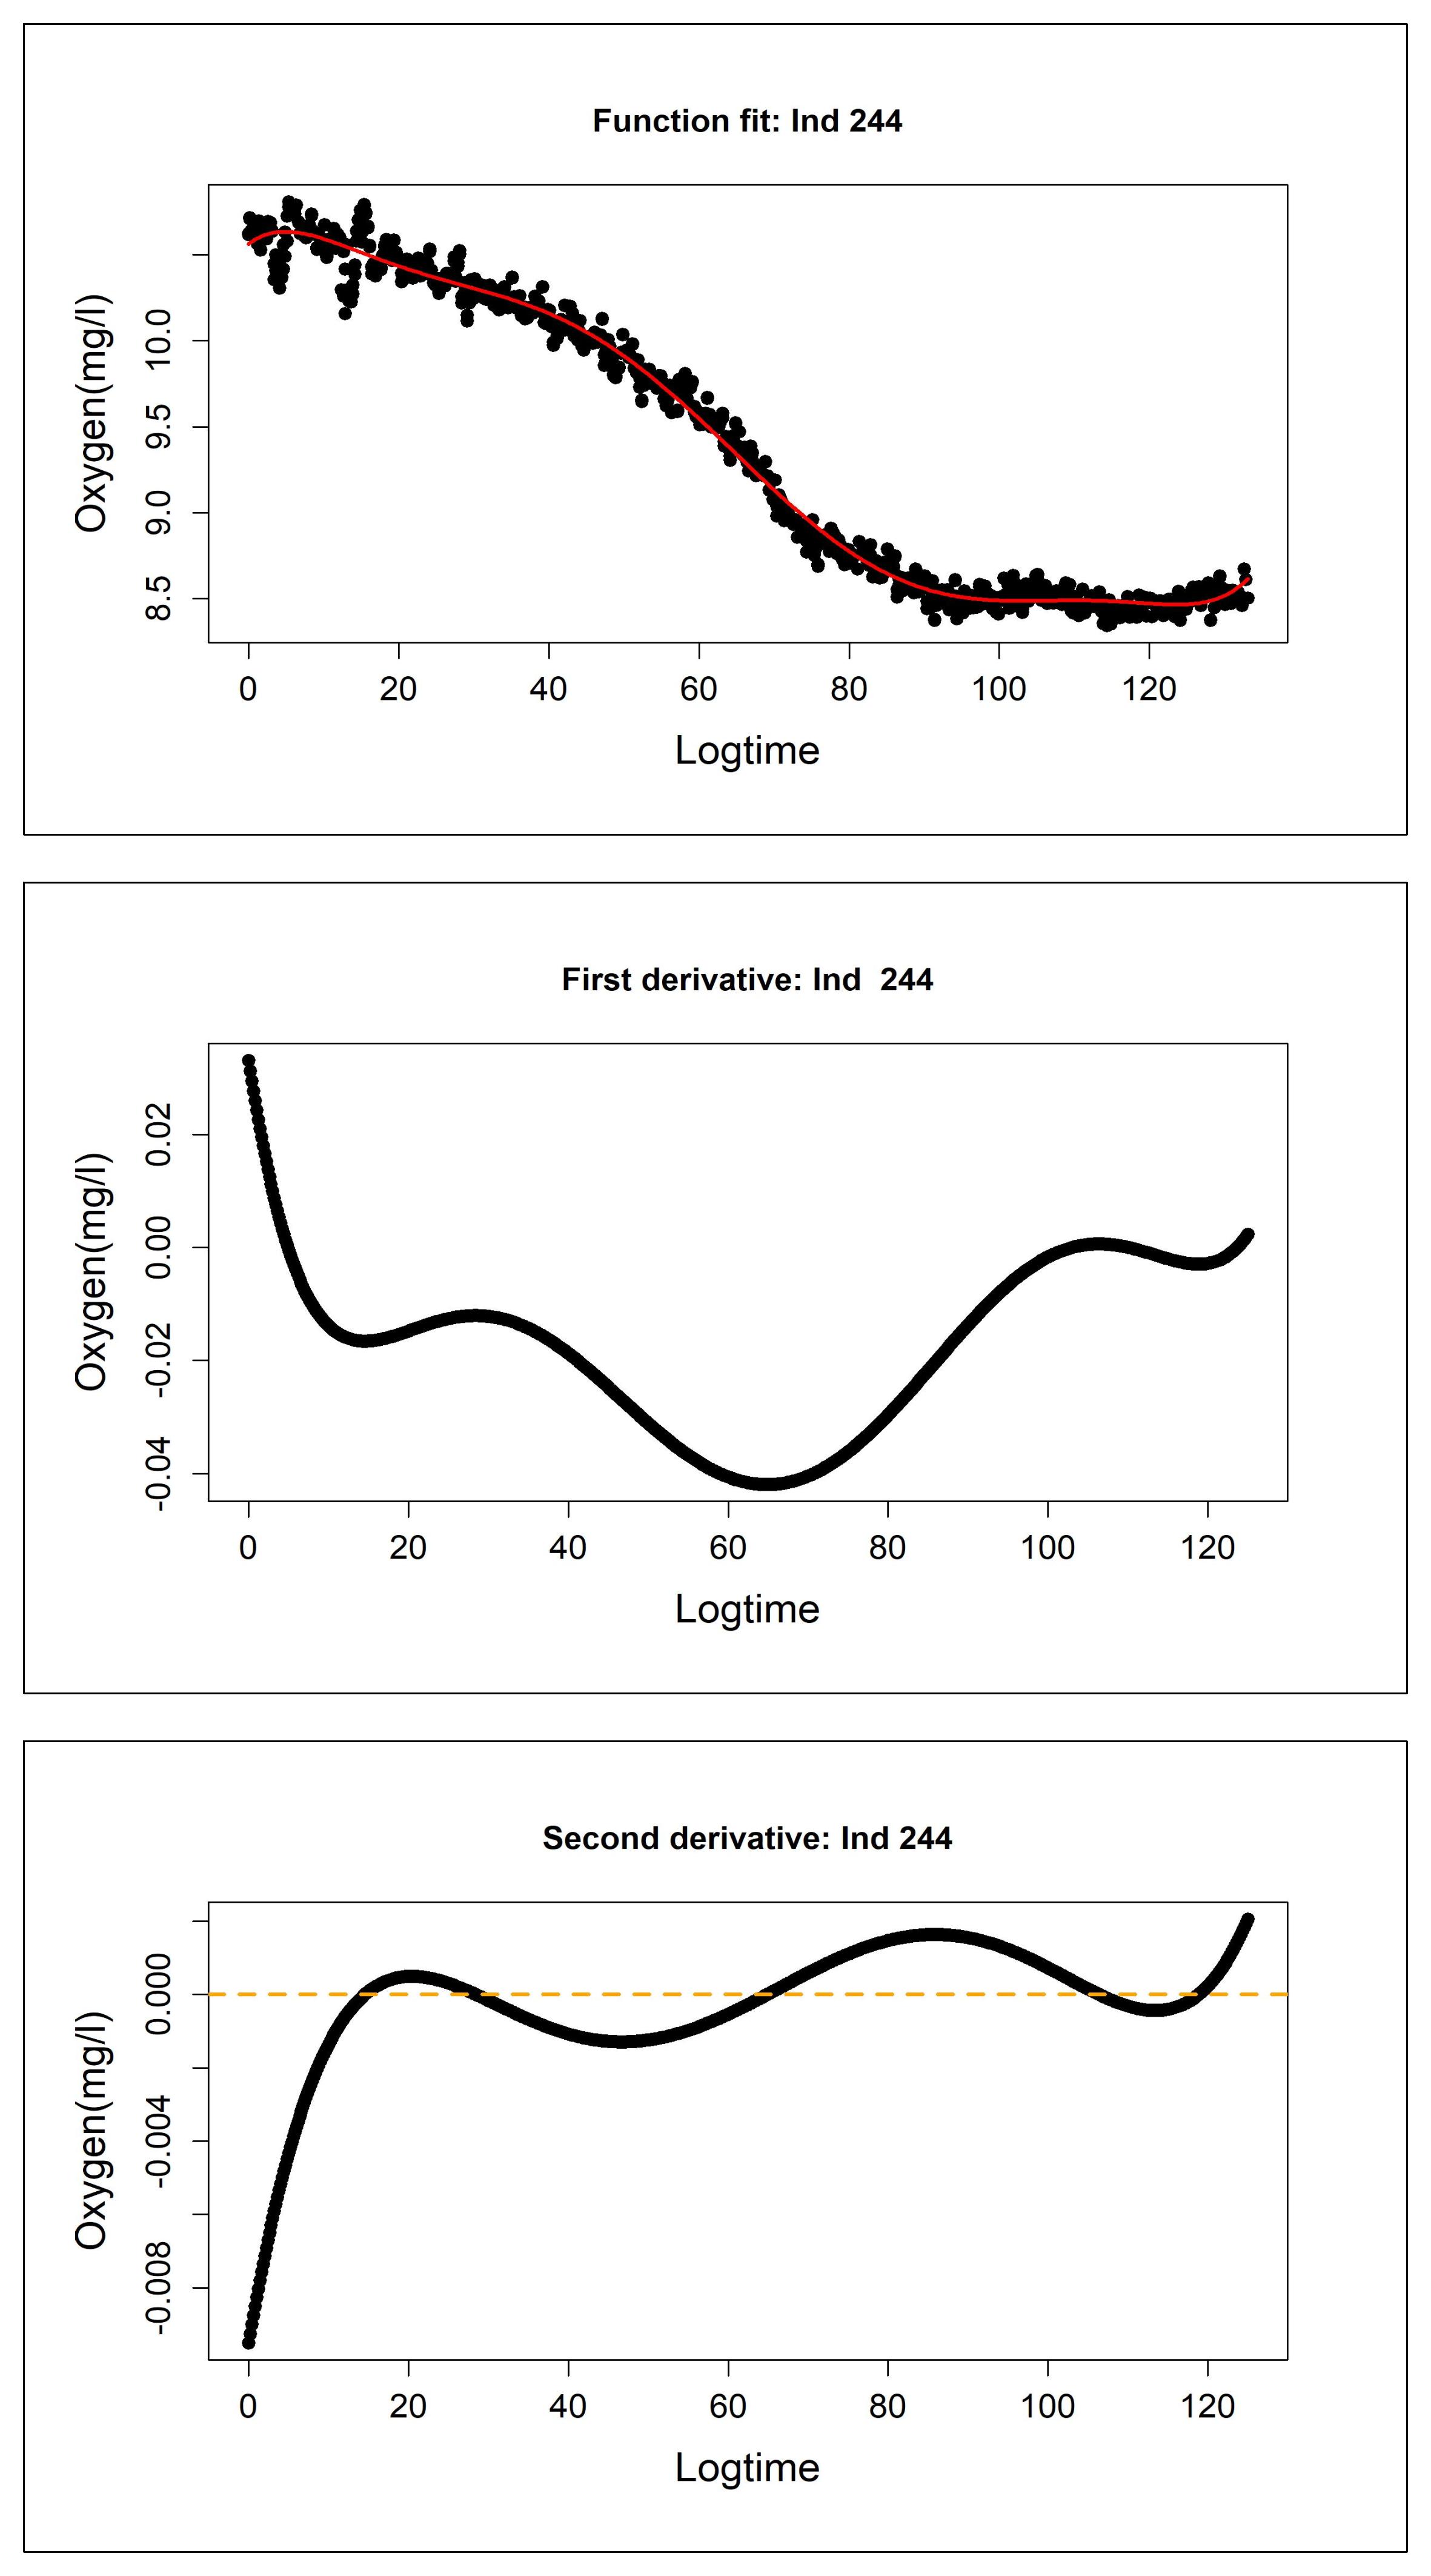 Function fit: Ind 244
Oxygen(mg/l)
10.0
9.5
9.0
8.5
0 20 40 60 80 100 120
Logtime
First derivative: Ind  244
Oxygen(mg/l)
0.02
0.00
-0.02
-0.04
0 20 40 60 80 100 120
Logtime
Second derivative: Ind 244
Oxygen(mg/l)
0.000
-0.004
-0.008
0 20 40 60 80 100 120
Logtime